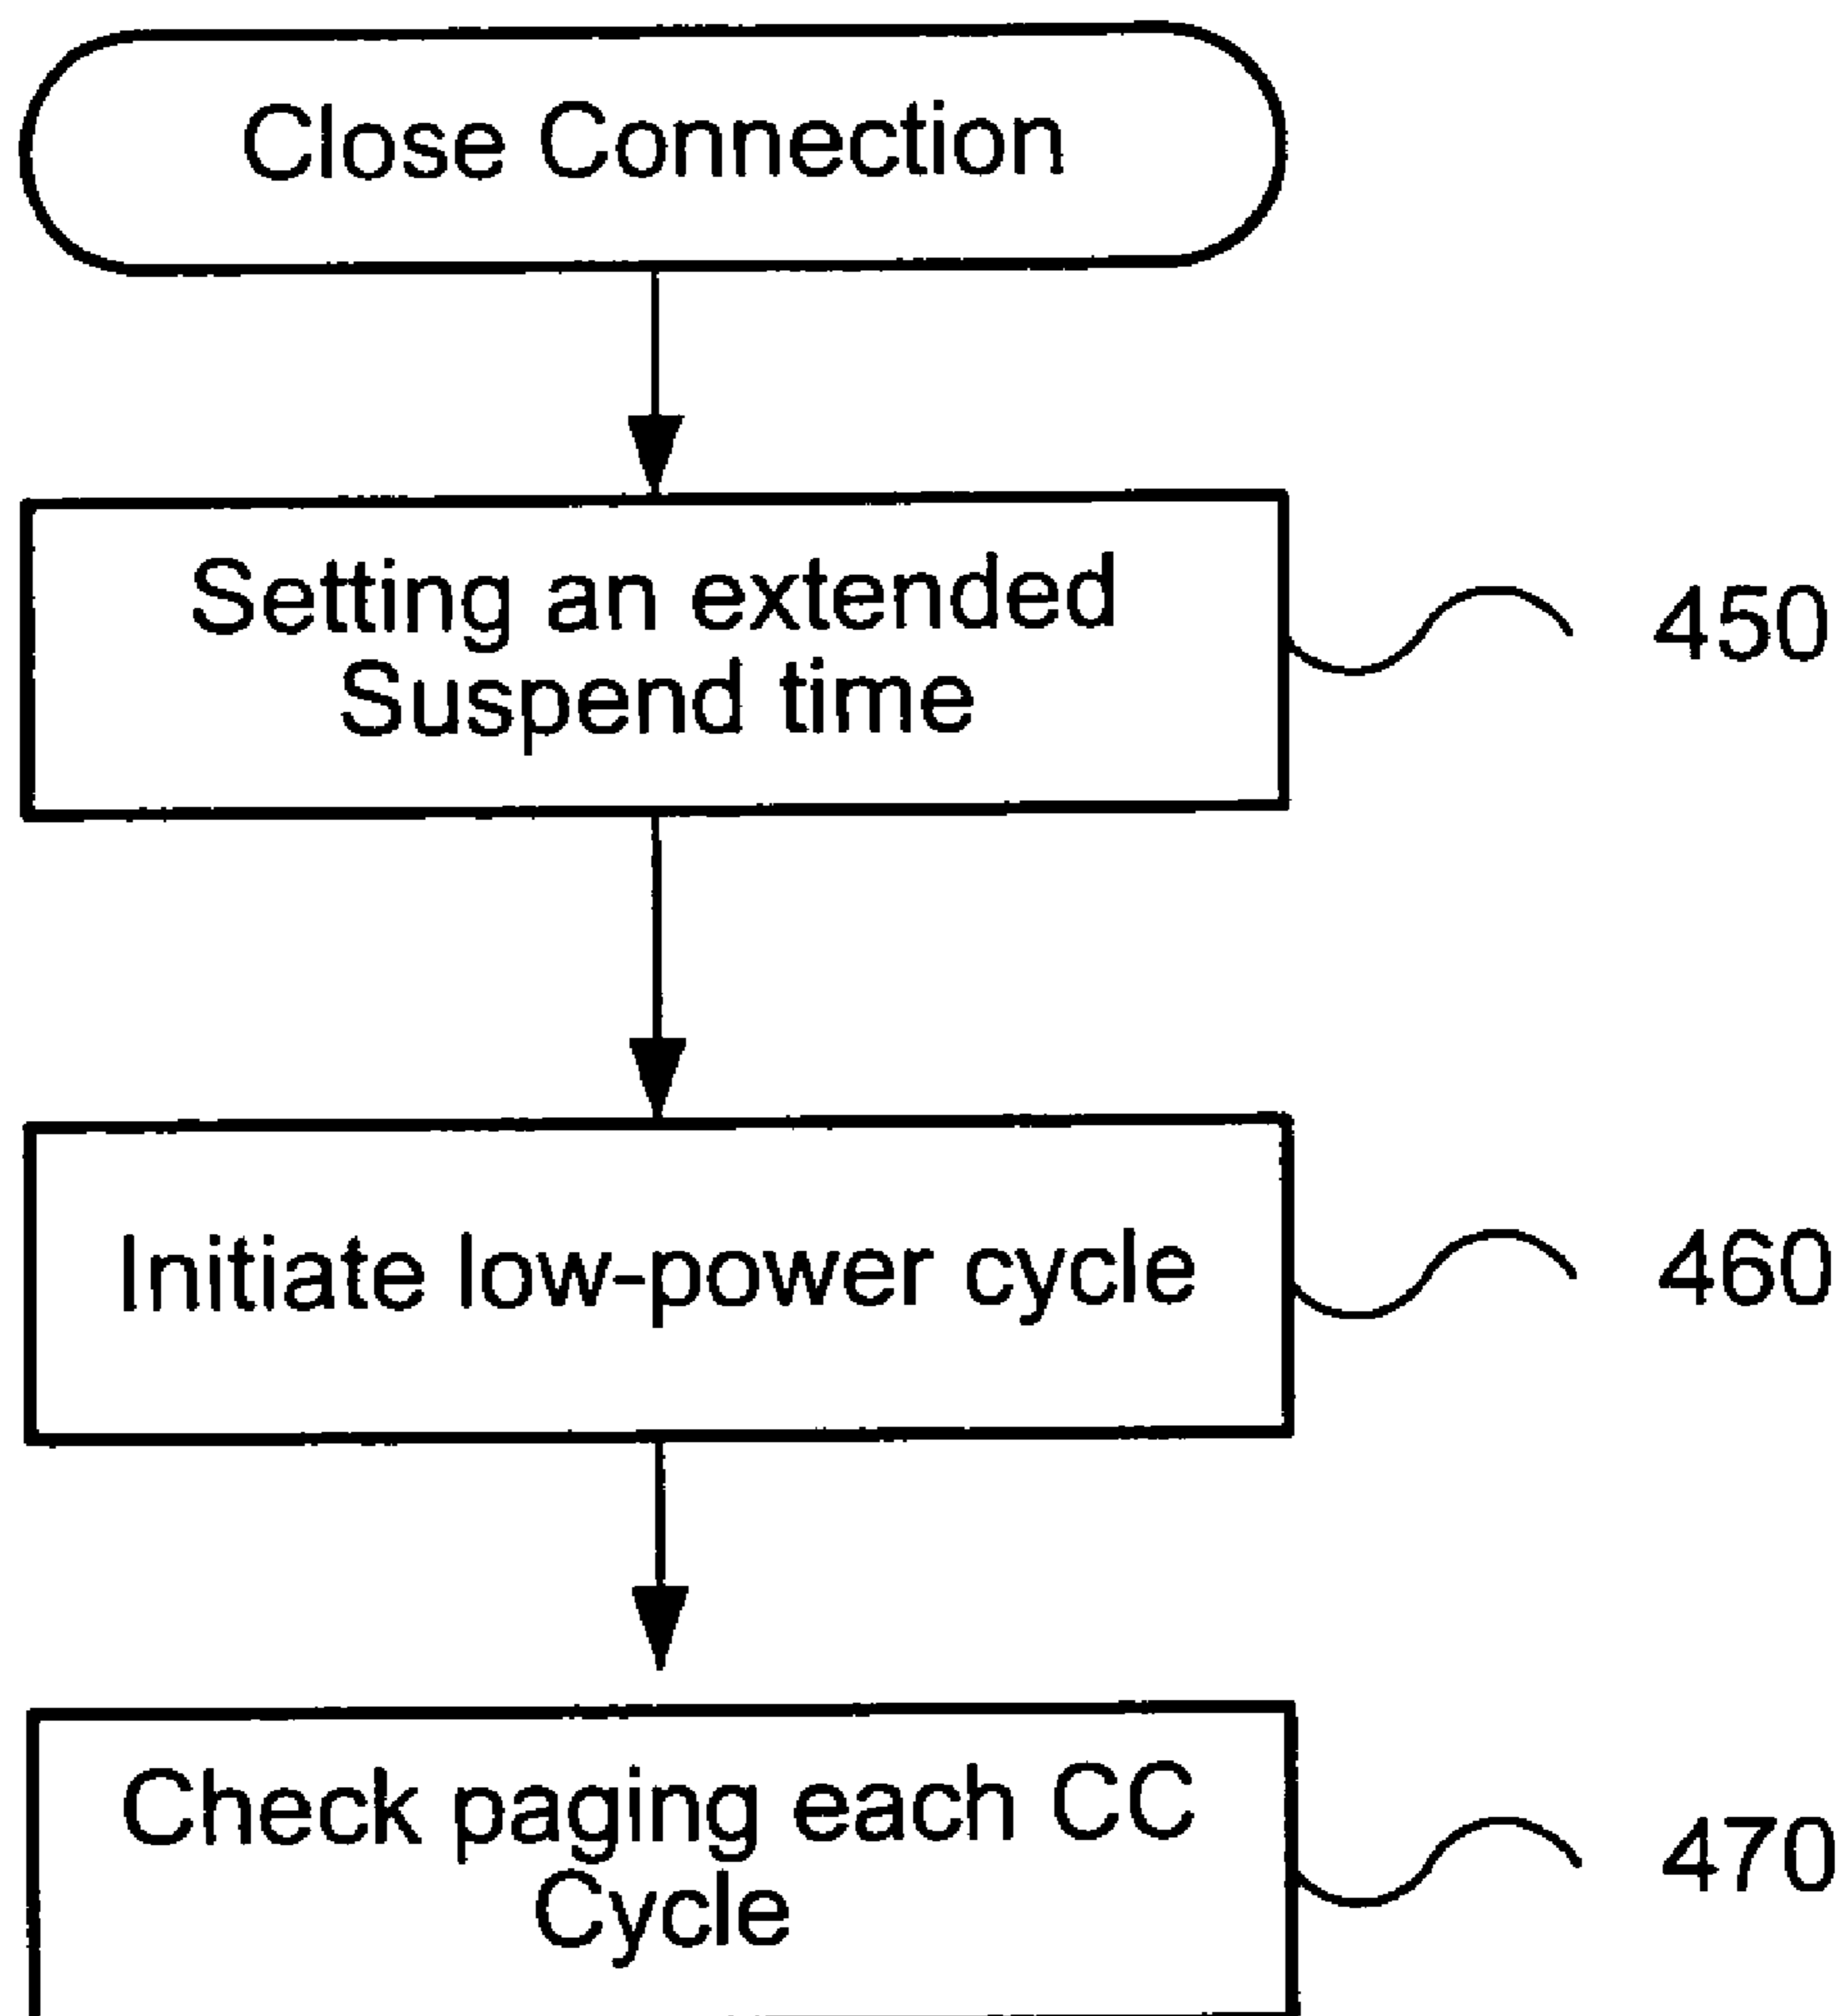 Close Connection
Setting an extended
Suspend time
450
Initiate low-power cycle
460
Check paging each CC
Cycle
470